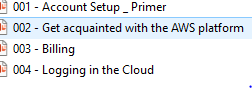 001 - Account Setup _ Primer
002 - Get acquainted with the AWS platform
003 - Billing
004 - Logging in the Cloud